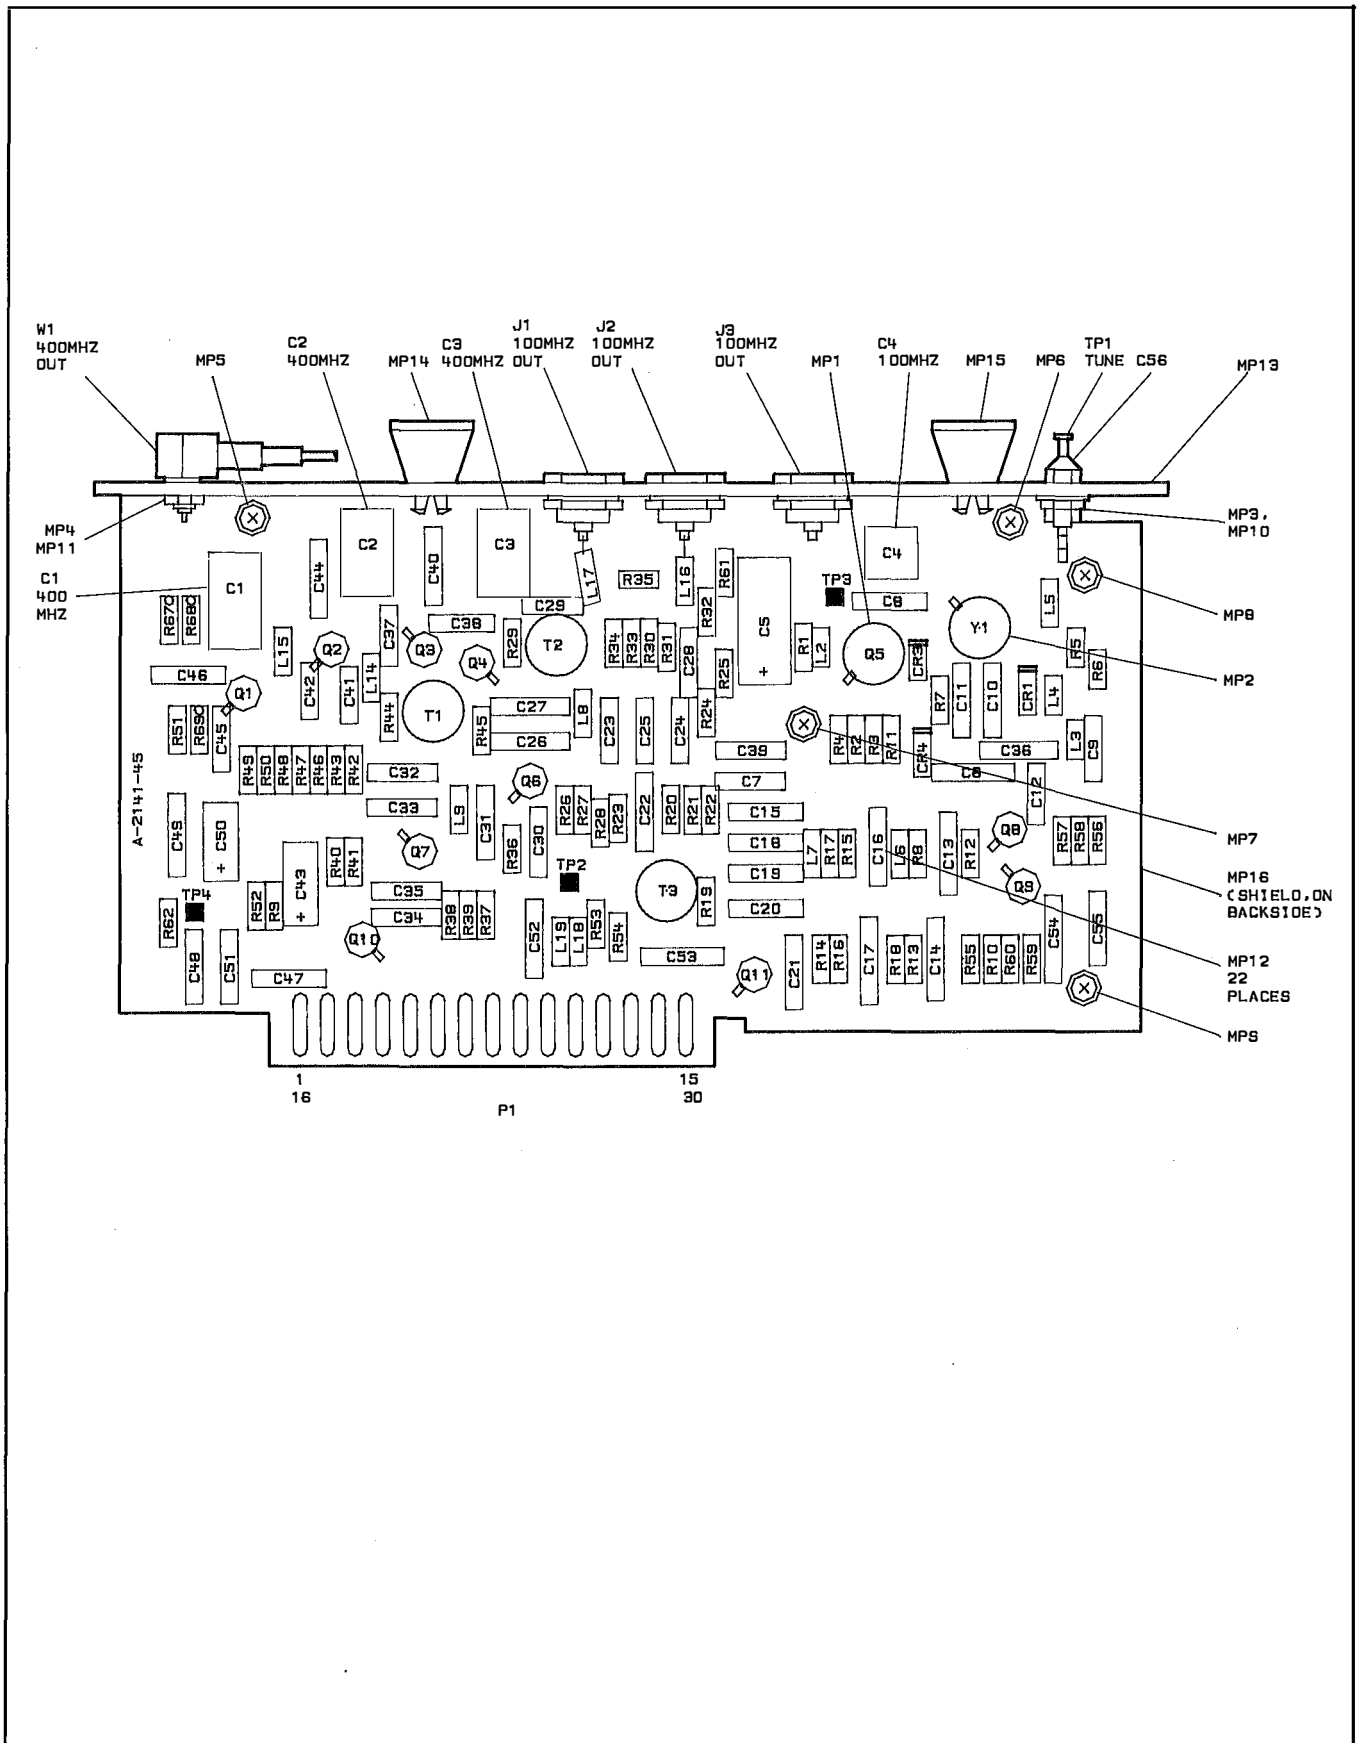 W1
400MHZ
OUT
MP5
C2
400MHZ
MP14
C3
400MHZ
J1
100MHZ
OUT
J2
100MHZ
OUT
J3
100MHZ
OUT
MP1
C4
100MHZ
MP15
MP6
TP1
TUNE
C56
MP13
MP4
MP11
C1
400
MHZ
MP3,
MP10
MP8
MP2
MP7
MP16
(SHIELD,ON
BACKSIDE)
MP12
22
PLACES
MP9
C2
C40
C3
C4
C44
C1
L17
R35
L16
R61
TP3
C8
L5
R67C
R68C
C29
R32
C5
+
Y1
C37
C38
L15
Q2
Q3
Q4
R29
T2
R34
R33
R30
R31
C28
R25
R1
L2
Q5
CR3
R5
R6
C46
Q1
C42
C41
L14
R44
T1
R45
C27
C26
L8
C23
C25
C24
R24
R7
C11
C10
CR1
L4
R51
R69C
C45
C39
R4
R2
R3
R11
CR4
C36
L3
C9
A-2141-45
R49
R50
R48
R47
R46
R43
R42
C32
C7
C6
C12
Q6
C33
L9
C31
C30
R26
R27
R28
R23
C22
R20
R21
R22
C15
C49
C50
+
Q7
R36
C18
L7
R17
R15
C16
L6
R8
C13
R12
Q8
R57
R58
R56
C43
+
R40
R41
TP2
T3
C19
C35
Q9
TP4
R62
R52
R9
C34
R38
R39
R37
R19
C20
Q10
C52
L19
L18
R53
R54
C54
C55
C48
C51
C47
C53
Q11
C21
R14
R16
C17
R18
R13
C14
R55
R10
R60
R59
1
16
15
30
P1